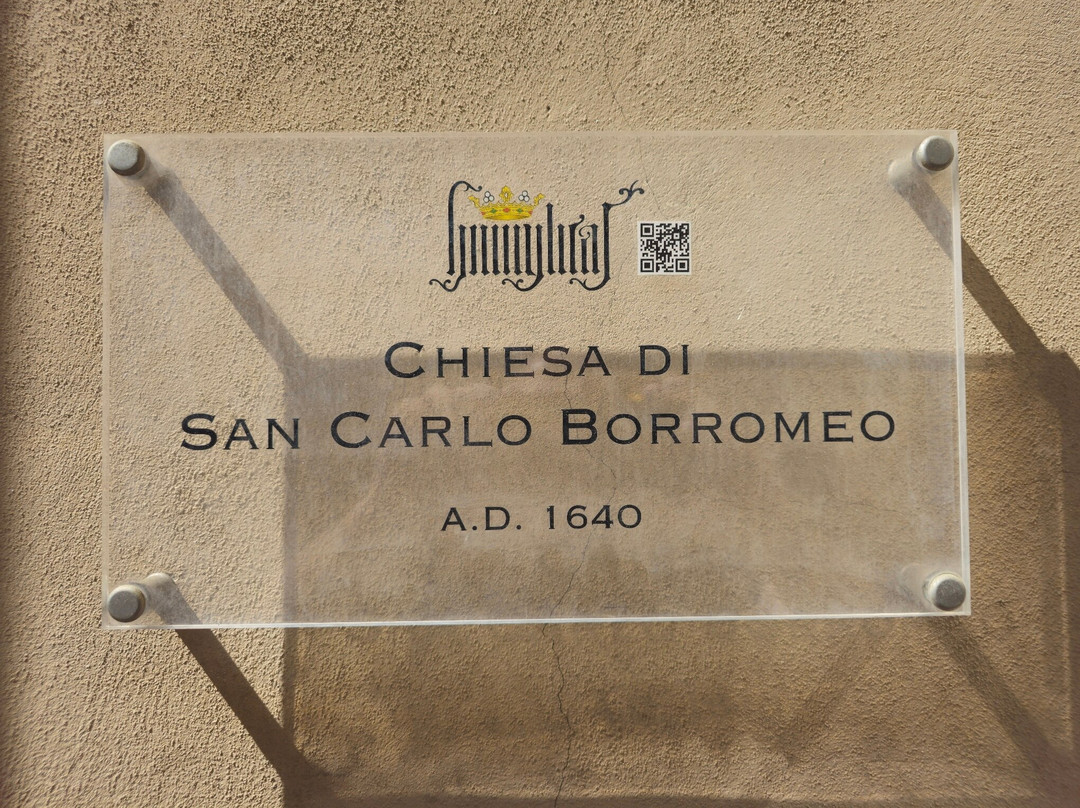 CHIESA DI
SAN CARLO BORROMEO
A.D. 1640